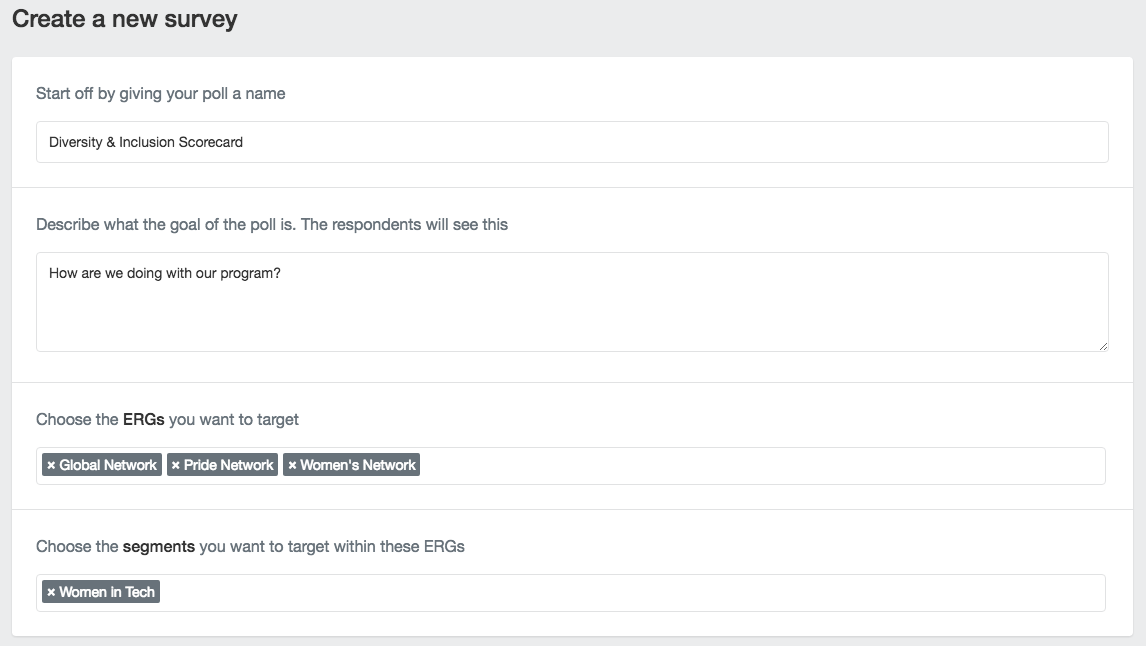 Create a new survey
Start off by giving your poll a name
Diversity & Inclusion Scorecard
Describe what the goal of the poll is. The respondents will see this
How are we doing with our program?
Choose the ERGs you want to target
× Global Network × Pride Network × Women's Network
Choose the segments you want to target within these ERGs
× Women in Tech